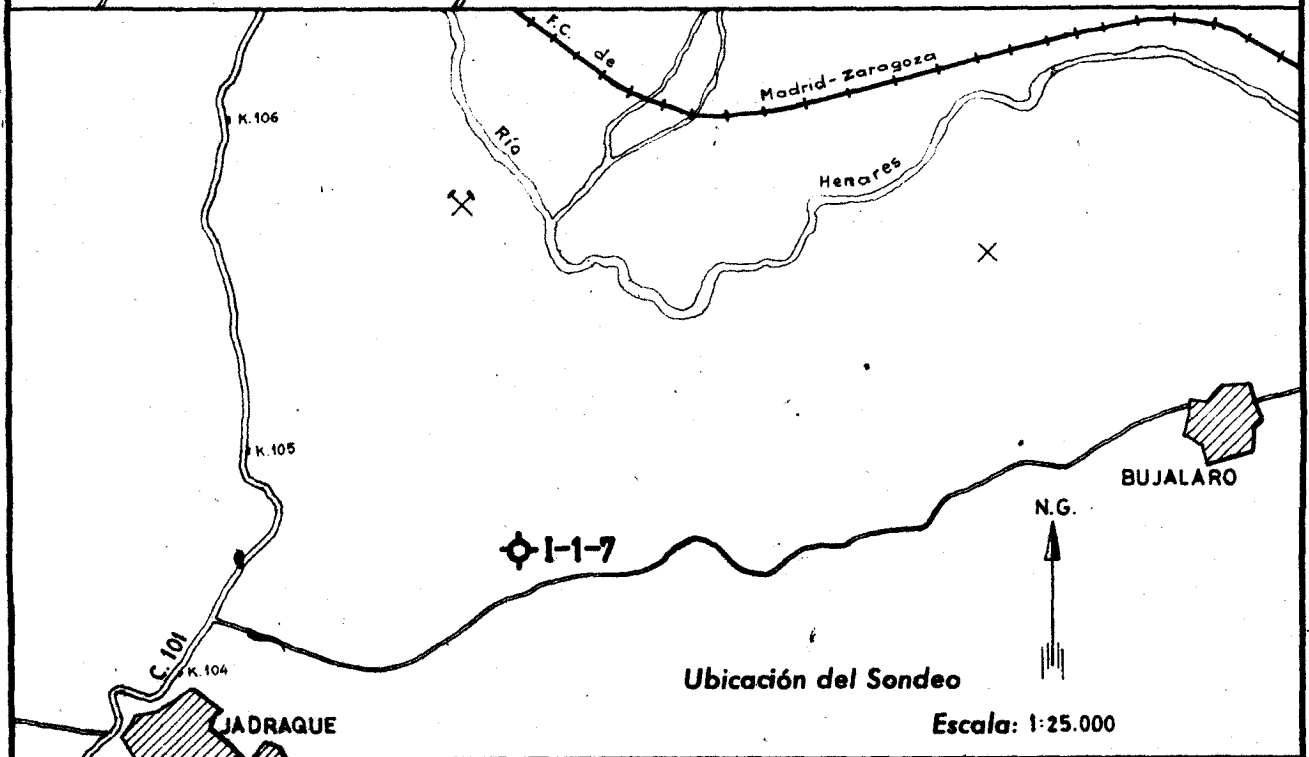 F.C. de
Madrid-Zaragoza
K.106
Río
Henares
K.105
BUJALARO
N.G.
I-1-7
C. 101
K.104
Ubicación del Sondeo
JADRAQUE
Escala: 1:25.000